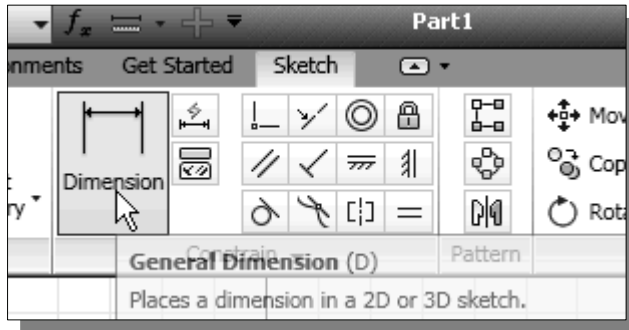 fx Part1
nments Get Started Sketch
Dimension
Mov
Cop
Rota
t
ry
Constrain Pattern
General Dimension (D)
Places a dimension in a 2D or 3D sketch.